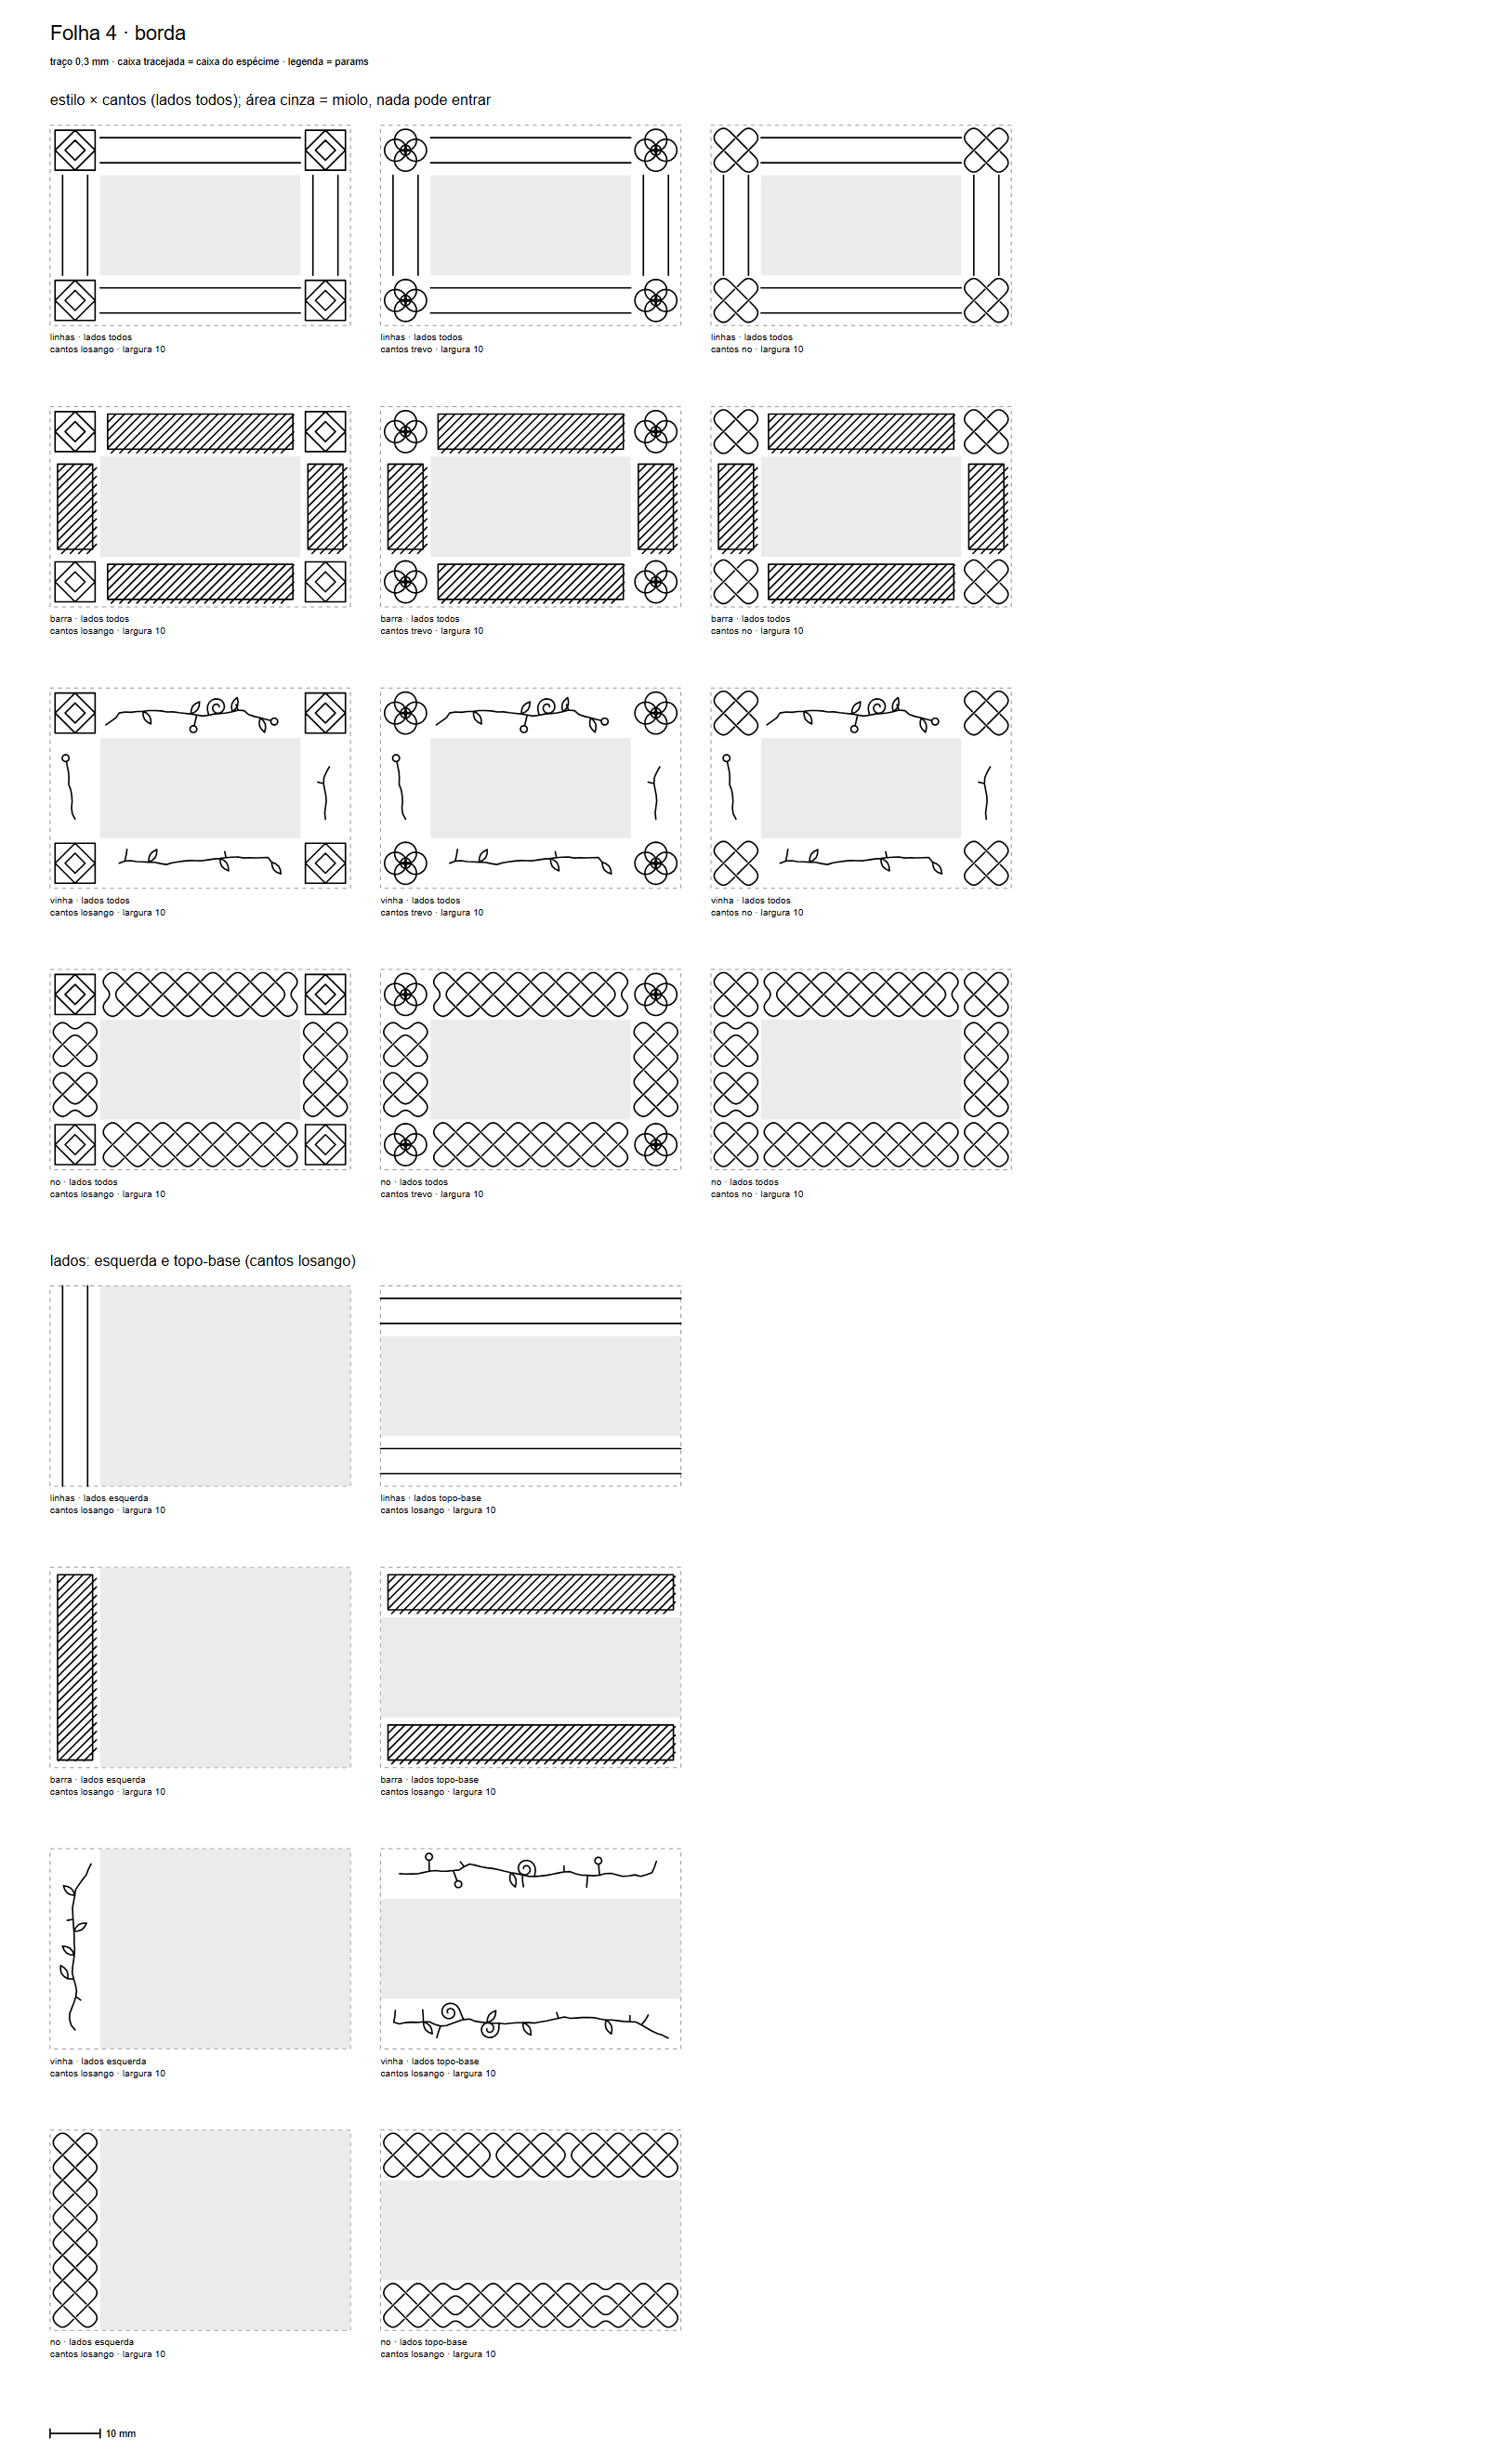 Folha 4 · borda
traço 0,3 mm · caixa tracejada = caixa do espécime · legenda = params
estilo × cantos (lados todos); área cinza = miolo, nada pode entrar
linhas · lados todos
cantos losango · largura 10
linhas · lados todos
cantos trevo · largura 10
linhas · lados todos
cantos no · largura 10
barra · lados todos
cantos losango · largura 10
barra · lados todos
cantos trevo · largura 10
barra · lados todos
cantos no · largura 10
vinha · lados todos
cantos losango · largura 10
vinha · lados todos
cantos trevo · largura 10
vinha · lados todos
cantos no · largura 10
no · lados todos
cantos losango · largura 10
no · lados todos
cantos trevo · largura 10
no · lados todos
cantos no · largura 10
lados: esquerda e topo-base (cantos losango)
linhas · lados esquerda
cantos losango · largura 10
linhas · lados topo-base
cantos losango · largura 10
barra · lados esquerda
cantos losango · largura 10
barra · lados topo-base
cantos losango · largura 10
vinha · lados esquerda
cantos losango · largura 10
vinha · lados topo-base
cantos losango · largura 10
no · lados esquerda
cantos losango · largura 10
no · lados topo-base
cantos losango · largura 10
10 mm